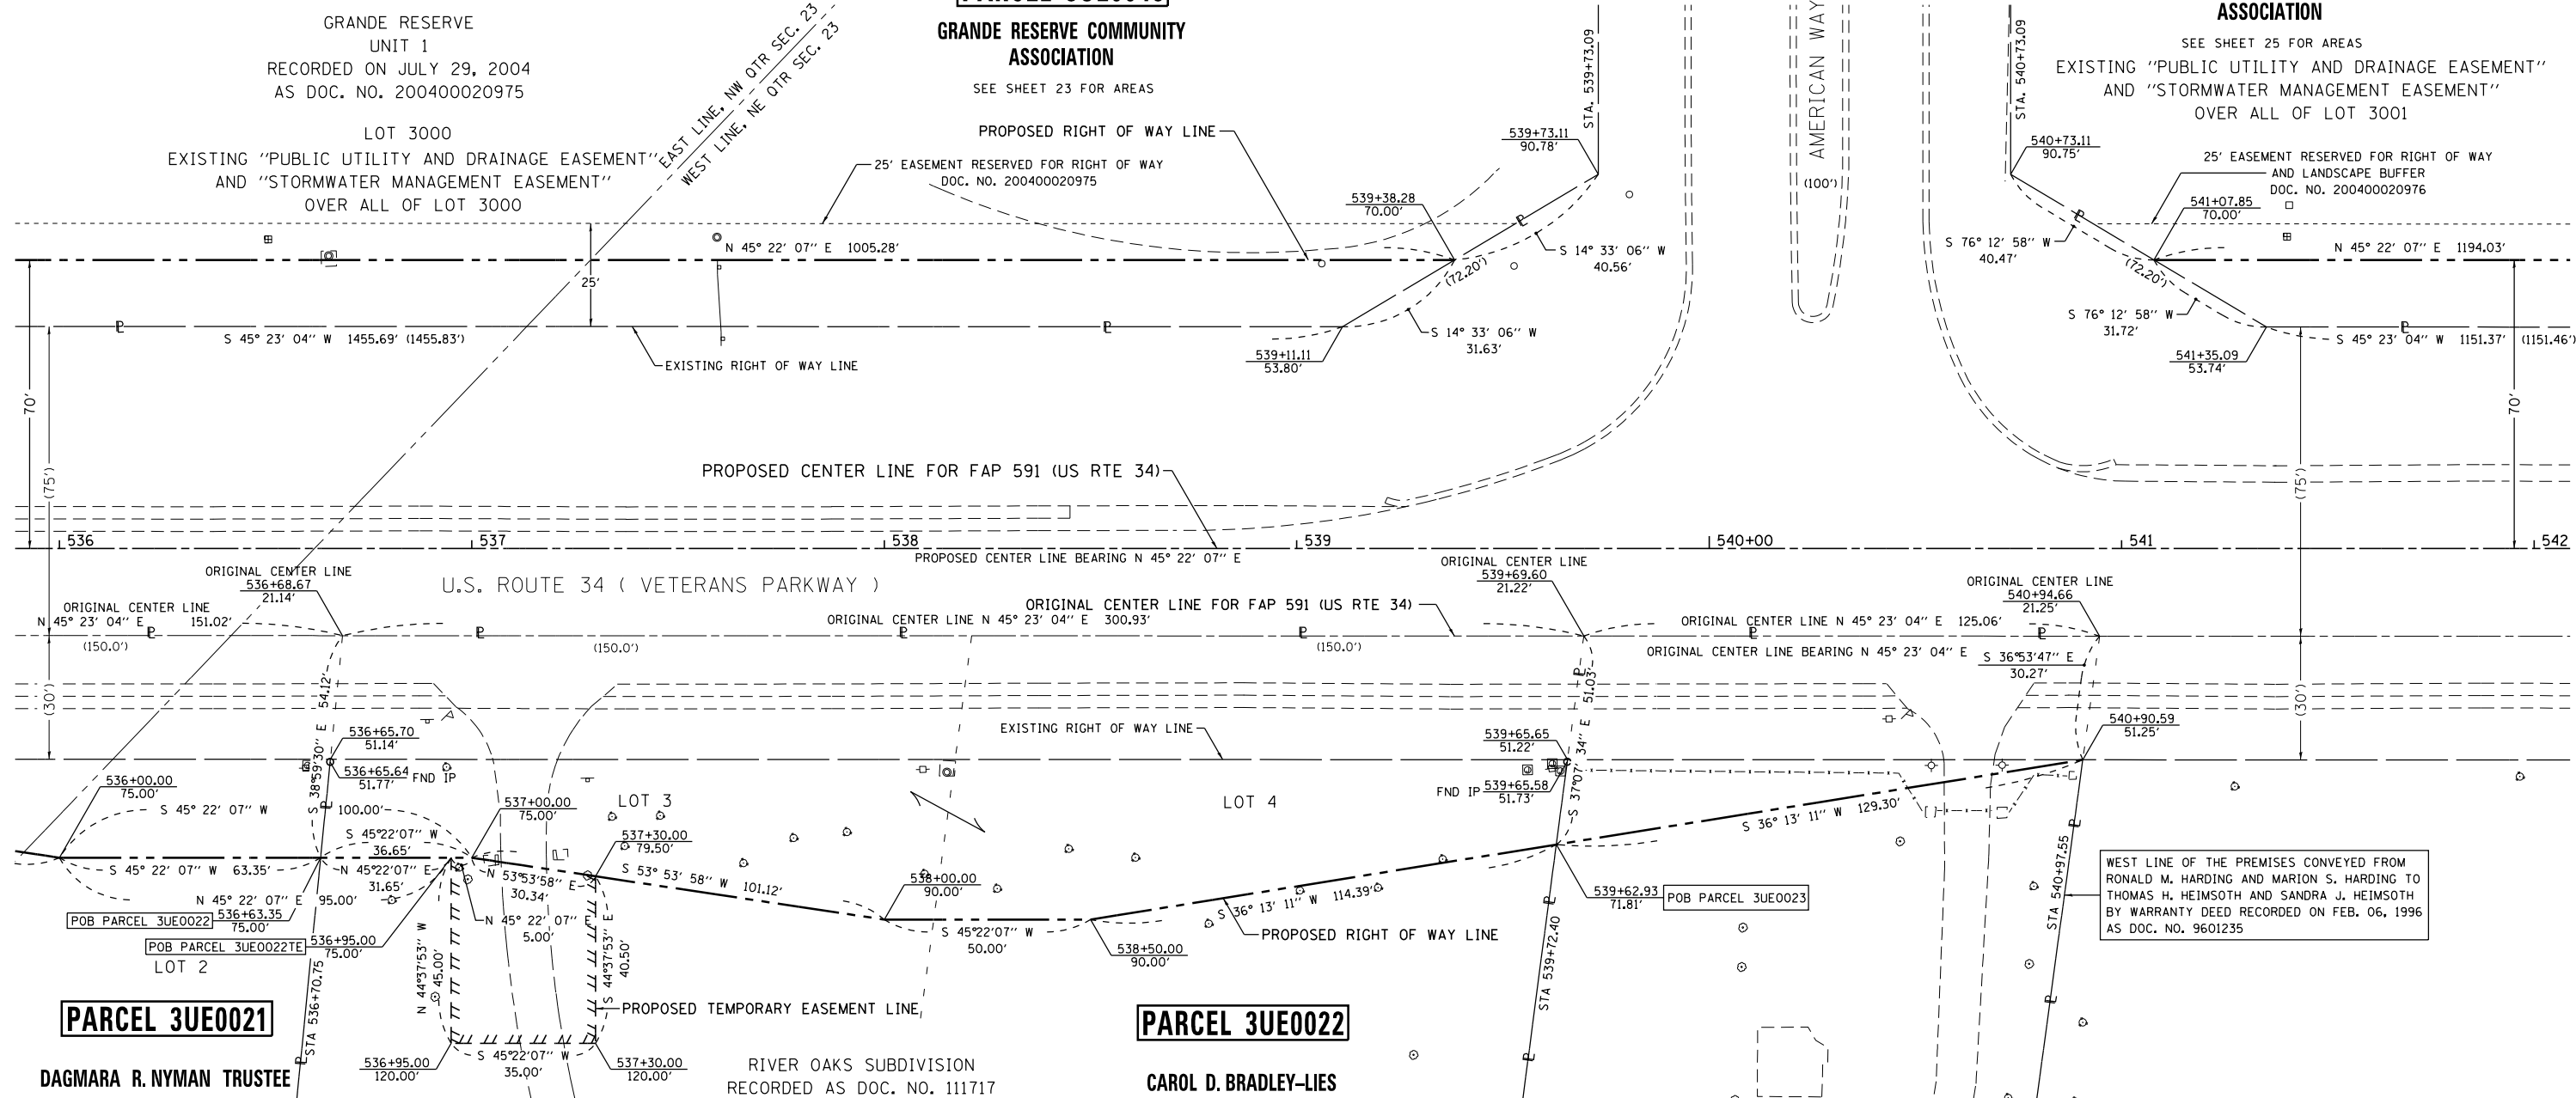 GRANDE RESERVE
UNIT 1
RECORDED ON JULY 29, 2004
AS DOC. NO. 200400020975
LOT 3000
EXISTING "PUBLIC UTILITY AND DRAINAGE EASEMENT"
AND "STORMWATER MANAGEMENT EASEMENT"
OVER ALL OF LOT 3000
EAST LINE, NW QTR SEC. 23
WEST LINE, NE QTR SEC. 23
GRANDE RESERVE COMMUNITY
ASSOCIATION
SEE SHEET 23 FOR AREAS
PROPOSED RIGHT OF WAY LINE
25' EASEMENT RESERVED FOR RIGHT OF WAY
DOC. NO. 200400020975
STA. 539+73.09
539+73.11
90.78'
539+38.28
70.00'
AMERICAN WAY
(100')
STA. 540+73.09
ASSOCIATION
SEE SHEET 25 FOR AREAS
EXISTING "PUBLIC UTILITY AND DRAINAGE EASEMENT"
AND "STORMWATER MANAGEMENT EASEMENT"
OVER ALL OF LOT 3001
540+73.11
90.75'
25' EASEMENT RESERVED FOR RIGHT OF WAY
AND LANDSCAPE BUFFER
DOC. NO. 200400020976
541+07.85
70.00'
N 45° 22' 07" E 1005.28'
S 14° 33' 06" W
40.56'
(72.20')
S 76° 12' 58" W
40.47'
(72.20')
N 45° 22' 07" E 1194.03'
25'
S 45° 23' 04" W 1455.69' (1455.83')
EXISTING RIGHT OF WAY LINE
S 14° 33' 06" W
31.63'
539+11.11
53.80'
S 76° 12' 58" W
31.72'
S 45° 23' 04" W 1151.37' (1151.46')
541+35.09
53.74'
70'
(75')
70'
(75')
PROPOSED CENTER LINE FOR FAP 591 (US RTE 34)
536
537
538
539
540+00
541
542
PROPOSED CENTER LINE BEARING N 45° 22' 07" E
ORIGINAL CENTER LINE
536+68.67
21.14'
U.S. ROUTE 34 ( VETERANS PARKWAY )
ORIGINAL CENTER LINE
539+69.60
21.22'
ORIGINAL CENTER LINE
540+94.66
21.25'
ORIGINAL CENTER LINE
N 45° 23' 04" E 151.02'
ORIGINAL CENTER LINE FOR FAP 591 (US RTE 34)
ORIGINAL CENTER LINE N 45° 23' 04" E 300.93'
ORIGINAL CENTER LINE N 45° 23' 04" E 125.06'
(150.0')
(150.0')
(150.0')
ORIGINAL CENTER LINE BEARING N 45° 23' 04" E
S 36°53'47" E
30.27'
(30')
S 38°59'30" E 54.12'
S 37°07'34" E 51.03'
(30')
536+65.70
51.14'
EXISTING RIGHT OF WAY LINE
539+65.65
51.22'
540+90.59
51.25'
536+00.00
75.00'
536+65.64
51.77'
FND IP
FND IP
539+65.58
51.73'
S 45° 22' 07" W 100.00'
537+00.00
75.00'
LOT 3
LOT 4
S 36° 13' 11" W 129.30'
S 45°22'07" W
36.65'
537+30.00
79.50'
S 45° 22' 07" W 63.35'
N 45°22'07" E
31.65'
N 53°53'58" E
30.34'
S 53° 53' 58" W 101.12'
538+00.00
90.00'
S 36° 13' 11" W 114.39'
539+62.93
71.81'
POB PARCEL 3UE0023
N 45° 22' 07" E 95.00'
POB PARCEL 3UE0022
536+63.35
75.00'
N 45° 22' 07" E
5.00'
S 45°22'07" W
50.00'
538+50.00
90.00'
PROPOSED RIGHT OF WAY LINE
POB PARCEL 3UE0022TE
536+95.00
75.00'
LOT 2
N 44°37'53" W
45.00'
S 44°37'53" E
40.50'
STA 536+70.75
STA 539+72.40
STA 540+97.55
WEST LINE OF THE PREMISES CONVEYED FROM
RONALD M. HARDING AND MARION S. HARDING TO
THOMAS H. HEIMSOTH AND SANDRA J. HEIMSOTH
BY WARRANTY DEED RECORDED ON FEB. 06, 1996
AS DOC. NO. 9601235
PARCEL 3UE0021
PROPOSED TEMPORARY EASEMENT LINE
PARCEL 3UE0022
536+95.00
120.00'
S 45°22'07" W
35.00'
537+30.00
120.00'
DAGMARA R. NYMAN TRUSTEE
RIVER OAKS SUBDIVISION
RECORDED AS DOC. NO. 111717
CAROL D. BRADLEY–LIES